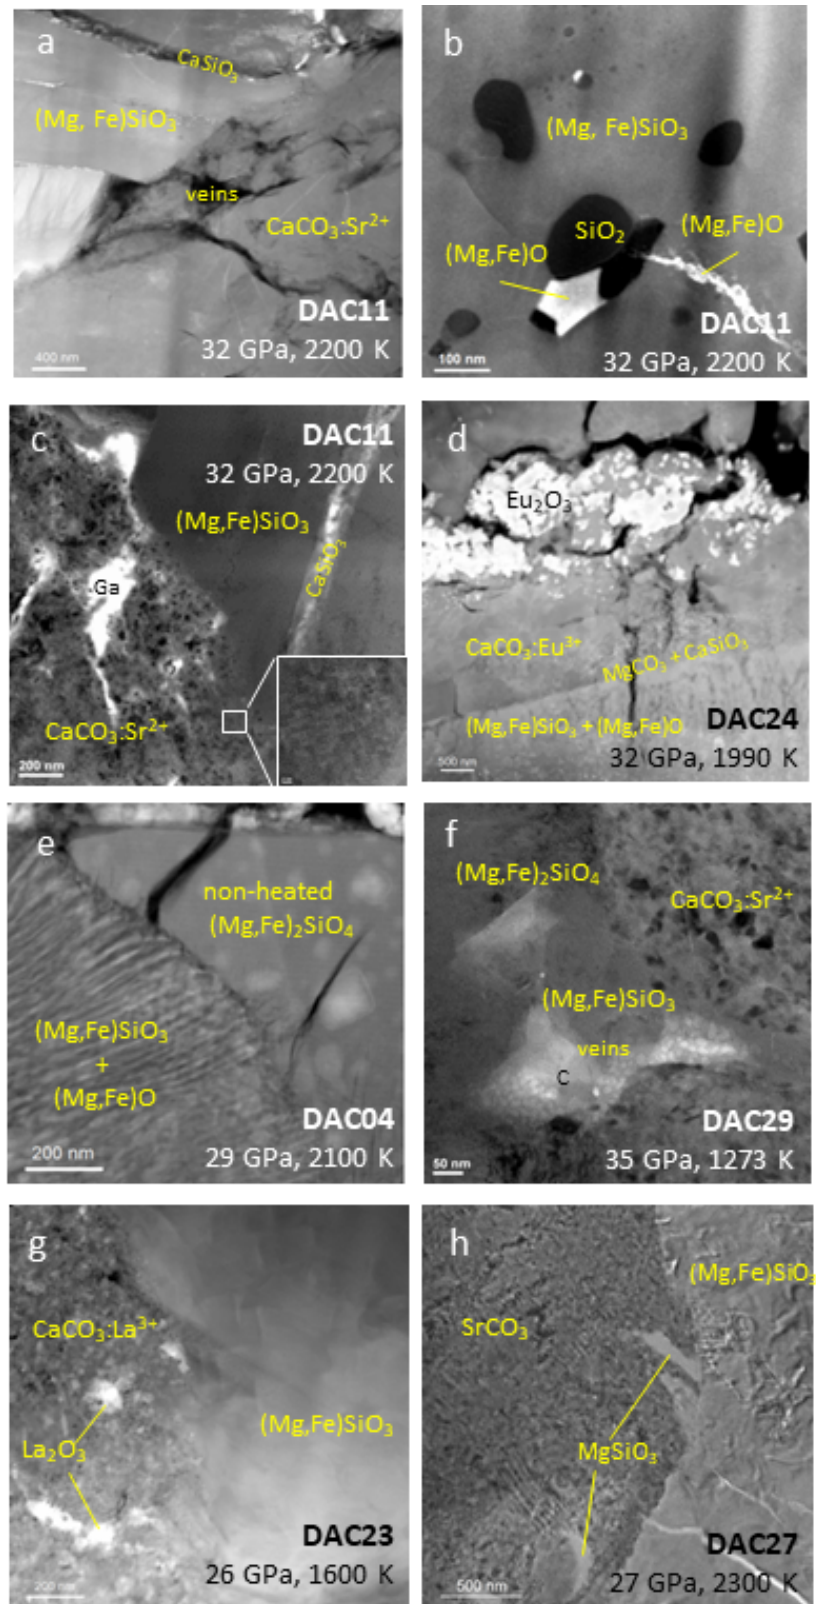 a
CaSiO₃
(Mg, Fe)SiO₃
veins
CaCO₃:Sr²⁺
DAC11
32 GPa, 2200 K
400 nm
b
(Mg, Fe)SiO₃
SiO₂
(Mg,Fe)O
(Mg,Fe)O
DAC11
32 GPa, 2200 K
100 nm
c
DAC11
32 GPa, 2200 K
(Mg,Fe)SiO₃
CaSiO₃
Ga
CaCO₃:Sr²⁺
200 nm
d
Eu₂O₃
CaCO₃:Eu³⁺
MgCO₃ + CaSiO₃
(Mg,Fe)SiO₃ + (Mg,Fe)O
DAC24
32 GPa, 1990 K
500 nm
e
non-heated
(Mg,Fe)₂SiO₄
(Mg,Fe)SiO₃
+
(Mg,Fe)O
DAC04
29 GPa, 2100 K
200 nm
f
(Mg,Fe)₂SiO₄
CaCO₃:Sr²⁺
(Mg,Fe)SiO₃
veins
C
DAC29
35 GPa, 1273 K
50 nm
g
CaCO₃:La³⁺
(Mg,Fe)SiO₃
La₂O₃
DAC23
26 GPa, 1600 K
200 nm
h
(Mg,Fe)SiO₃
SrCO₃
MgSiO₃
DAC27
27 GPa, 2300 K
500 nm